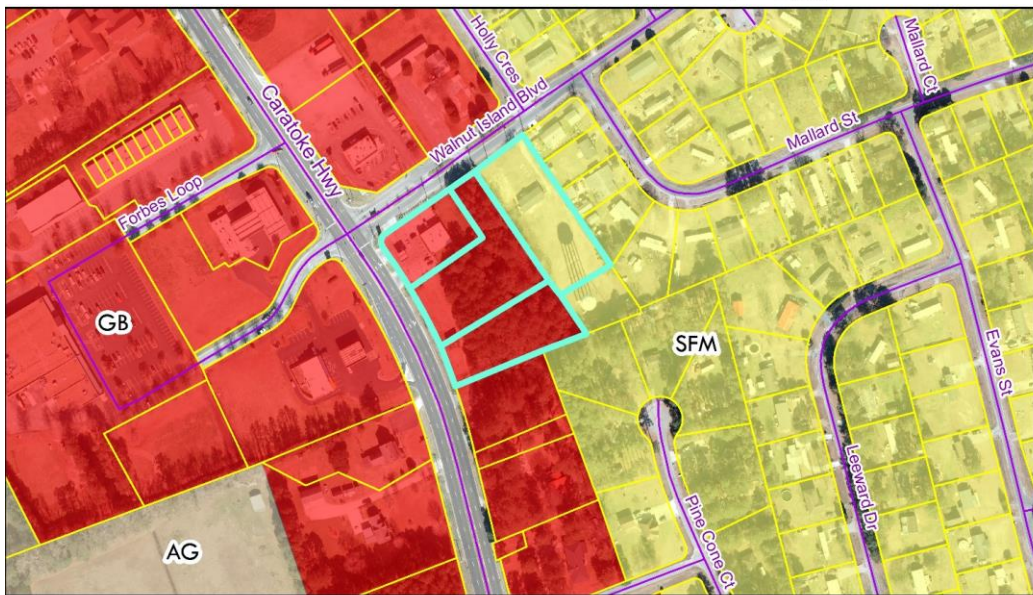 Holly Cres
Mallard Ct
Caratoke Hwy
Walnut Island Blvd
Mallard St
Forbes Loop
GB
SFM
Evans St
Leeward Dr
Pine Cone Ct
AG